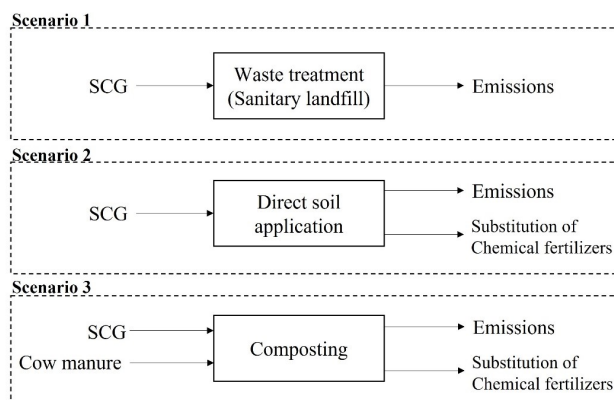 Scenario 1
SCG
Waste treatment
(Sanitary landfill)
Emissions
Scenario 2
SCG
Direct soil
application
Emissions
Substitution of
Chemical fertilizers
Scenario 3
SCG
Cow manure
Composting
Emissions
Substitution of
Chemical fertilizers